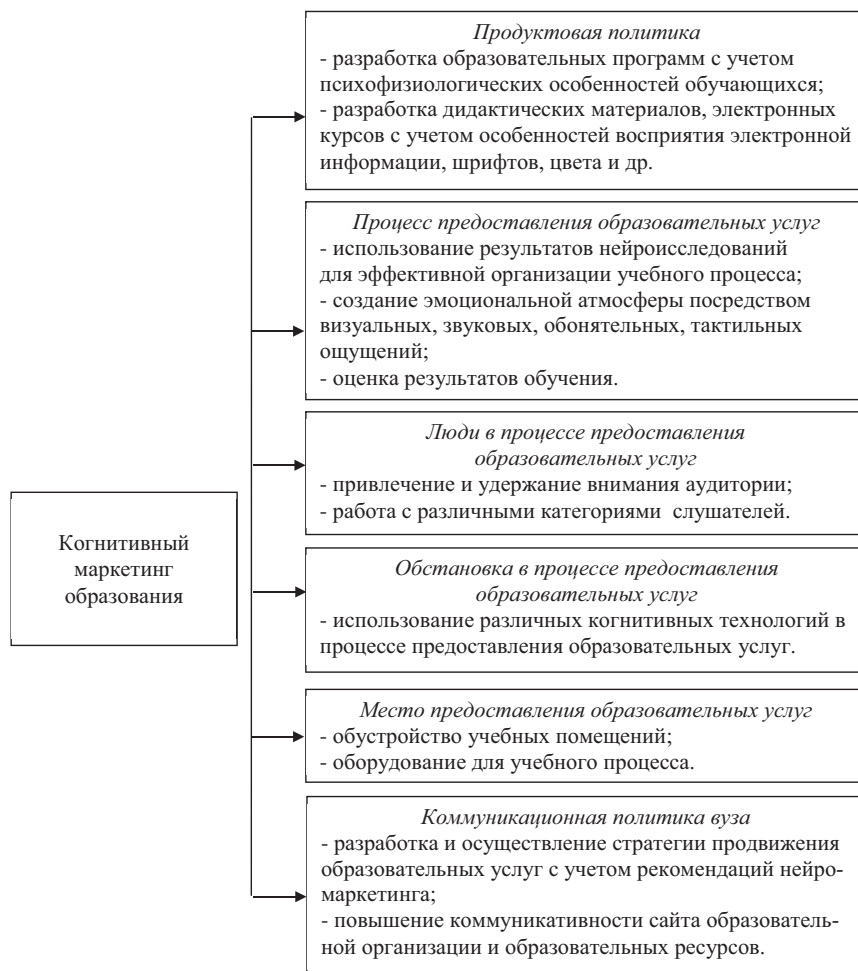 Продуктовая политика
- разработка образовательных программ с учетом
психофизиологических особенностей обучающихся;
- разработка дидактических материалов, электронных
курсов с учетом особенностей восприятия электронной
информации, шрифтов, цвета и др.
Процесс предоставления образовательных услуг
- использование результатов нейроисследований
для эффективной организации учебного процесса;
- создание эмоциональной атмосферы посредством
визуальных, звуковых, обонятельных, тактильных
ощущений;
- оценка результатов обучения.
Люди в процессе предоставления
образовательных услуг
- привлечение и удержание внимания аудитории;
- работа с различными категориями слушателей.
Когнитивный
маркетинг
образования
Обстановка в процессе предоставления
образовательных услуг
- использование различных когнитивных технологий в
процессе предоставления образовательных услуг.
Место предоставления образовательных услуг
- обустройство учебных помещений;
- оборудование для учебного процесса.
Коммуникационная политика вуза
- разработка и осуществление стратегии продвижения
образовательных услуг с учетом рекомендаций нейро-
маркетинга;
- повышение коммуникативности сайта образователь-
ной организации и образовательных ресурсов.